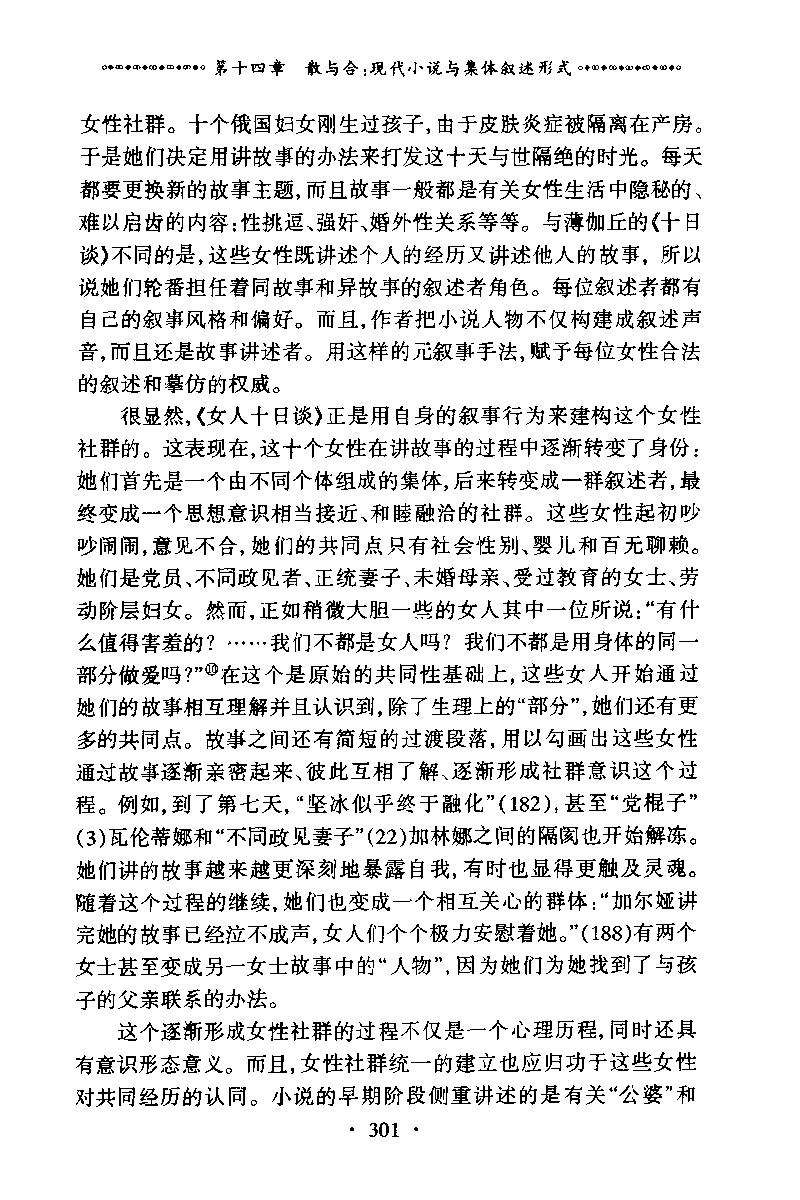 第十四章 散与合:现代小说与集体叙述形式
女性社群。十个俄国妇女刚生过孩子,由于皮肤炎症被隔离在产房。
于是她们决定用讲故事的办法来打发这十天与世隔绝的时光。每天
都要更换新的故事主题,而且故事一般都是有关女性生活中隐秘的、
难以启齿的内容:性挑逗、强奸、婚外性关系等等。与薄伽丘的《十日
谈》不同的是,这些女性既讲述个人的经历又讲述他人的故事,所以
说她们轮番担任着同故事和异故事的叙述者角色。每位叙述者都有
自己的叙事风格和偏好。而且,作者把小说人物不仅构建成叙述声
音,而且还是故事讲述者。用这样的元叙事手法,赋予每位女性合法
的叙述和摹仿的权威。
很显然,《女人十日谈》正是用自身的叙事行为来建构这个女性
社群的。这表现在,这十个女性在讲故事的过程中逐渐转变了身份:
她们首先是一个由不同个体组成的集体,后来转变成一群叙述者,最
终变成一个思想意识相当接近、和睦融洽的社群。这些女性起初吵
吵闹闹,意见不合,她们的共同点只有社会性别、婴儿和百无聊赖。
她们是党员、不同政见者、正统妻子、未婚母亲、受过教育的女士、劳
动阶层妇女。然而,正如稍微大胆一些的女人其中一位所说:“有什
么值得害羞的?……我们不都是女人吗?我们不都是用身体的同一
部分做爱吗?”⑩在这个是原始的共同性基础上,这些女人开始通过
她们的故事相互理解并且认识到,除了生理上的“部分”,她们还有更
多的共同点。故事之间还有简短的过渡段落,用以勾画出这些女性
通过故事逐渐亲密起来、彼此互相了解、逐渐形成社群意识这个过
程。例如,到了第七天,“坚冰似乎终于融化”(182),甚至“党棍子”
(3)瓦伦蒂娜和“不同政见妻子”(22)加林娜之间的隔阂也开始解冻。
她们讲的故事越来越更深刻地暴露自我,有时也显得更触及灵魂。
随着这个过程的继续,她们也变成一个相互关心的群体:“加尔娅讲
完她的故事已经泣不成声,女人们个个极力安慰着她。”(188)有两个
女士甚至变成另一女士故事中的“人物”,因为她们为她找到了与孩
子的父亲联系的办法。
这个逐渐形成女性社群的过程不仅是一个心理历程,同时还具
有意识形态意义。而且,女性社群统一的建立也应归功于这些女性
对共同经历的认同。小说的早期阶段侧重讲述的是有关“公婆”和
· 301 ·